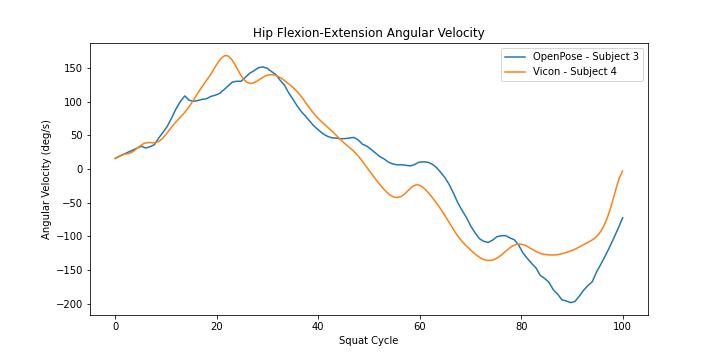 Hip Flexion-Extension Angular Velocity
OpenPose - Subject 3
Vicon - Subject 4
Angular Velocity (deg/s)
150
100
50
0
−50
−100
−150
−200
0 20 40 60 80 100
Squat Cycle